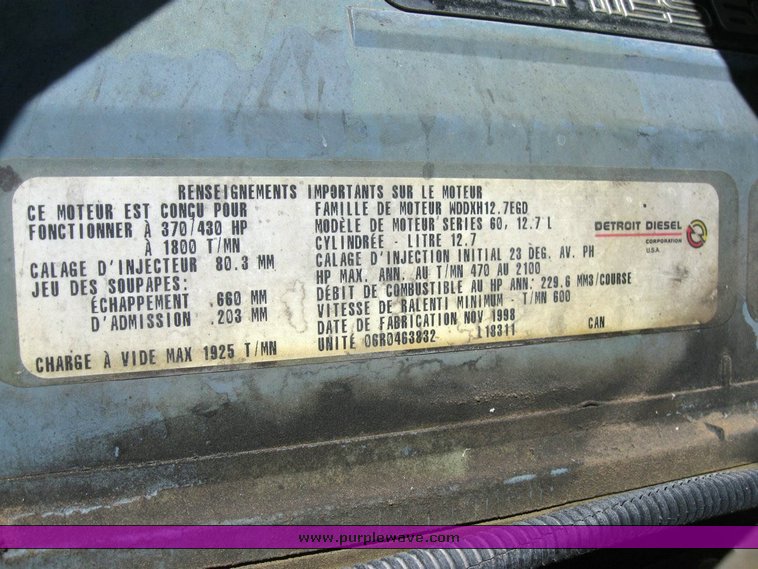 RENSEIGNEMENTS IMPORTANTS SUR LE MOTEUR
CE MOTEUR EST CONÇU POUR
FONCTIONNER À 370/430 HP
À 1800 T/MN
CALAGE D'INJECTEUR 80.3 MM
JEU DES SOUPAPES:
ÉCHAPPEMENT .660 MM
D'ADMISSION .203 MM
CHARGE À VIDE MAX 1925 T/MN
FAMILLE DE MOTEUR WDDXH12.7EGD
MODÈLE DE MOTEUR SERIES 60, 12.7 L
CYLINDRÉE - LITRE 12.7
CALAGE D'INJECTION INITIAL 23 DEG. AV. PH
HP MAX. ANN. AU T/MN 470 AU 2100
DÉBIT DE COMBUSTIBLE AU HP ANN: 229.6 MM3/COURSE
VITESSE DE RALENTI MINIMUM - T/MN 600
DATE DE FABRICATION NOV 1998
UNITÉ 06R0463832 118311 CAN
DETROIT DIESEL
CORPORATION
U.S.A.
www.purplewave.com